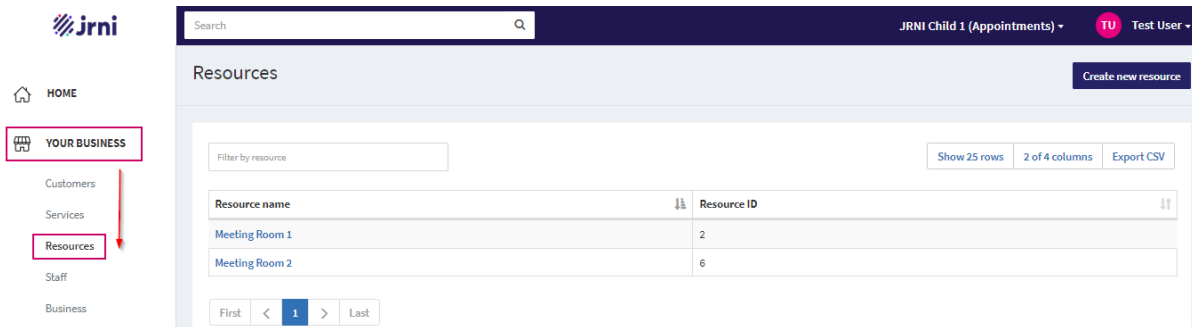 jrni
Search
JRNI Child 1 (Appointments)
TU
Test User
HOME
YOUR BUSINESS
Customers
Services
Resources
Staff
Business
Resources
Create new resource
Filter by resource
Show 25 rows
2 of 4 columns
Export CSV
Resource name
Resource ID
Meeting Room 1
2
Meeting Room 2
6
First < 1 > Last